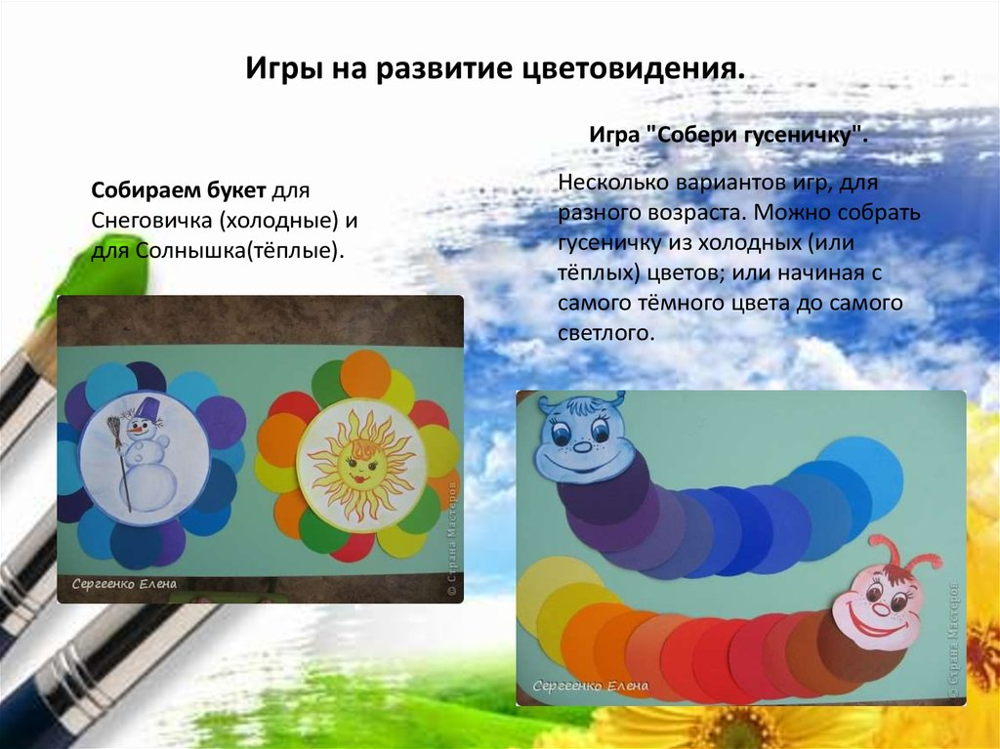 Игры на развитие цветовидения.
Собираем букет для
Снеговичка (холодные) и
для Солнышка(тёплые).
Игра "Собери гусеничку".
Несколько вариантов игр, для
разного возраста. Можно собрать
гусеничку из холодных (или
тёплых) цветов; или начиная с
самого тёмного цвета до самого
светлого.
Сергеенко Елена
© Страна Мастеров
Сергеенко Елена
© Страна Мастеров